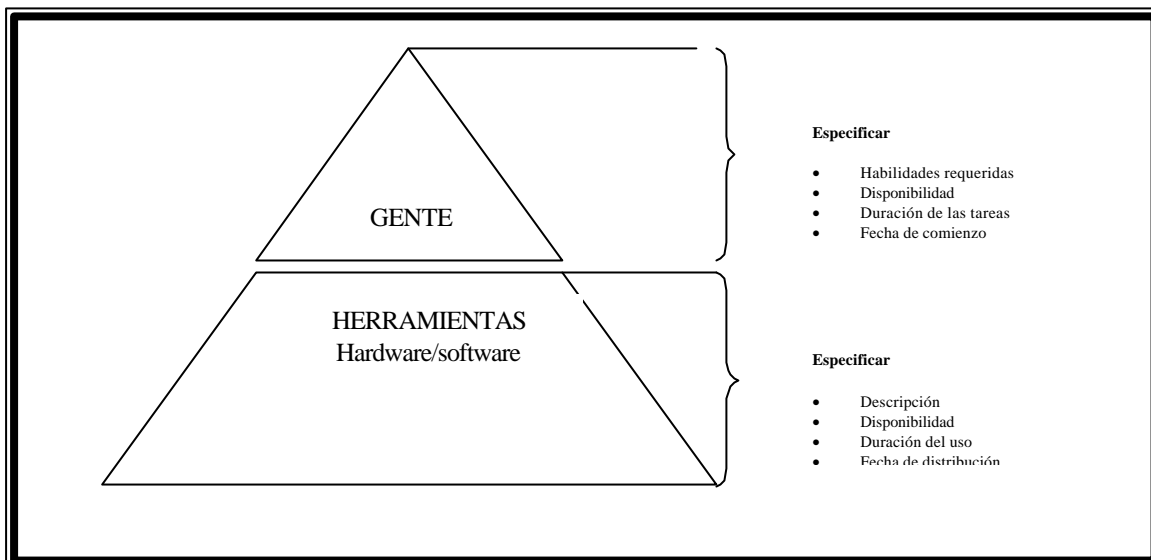 GENTE
HERRAMIENTAS
Hardware/software
Especificar
• Habilidades requeridas
• Disponibilidad
• Duración de las tareas
• Fecha de comienzo
Especificar
• Descripción
• Disponibilidad
• Duración del uso
• Fecha de distribución